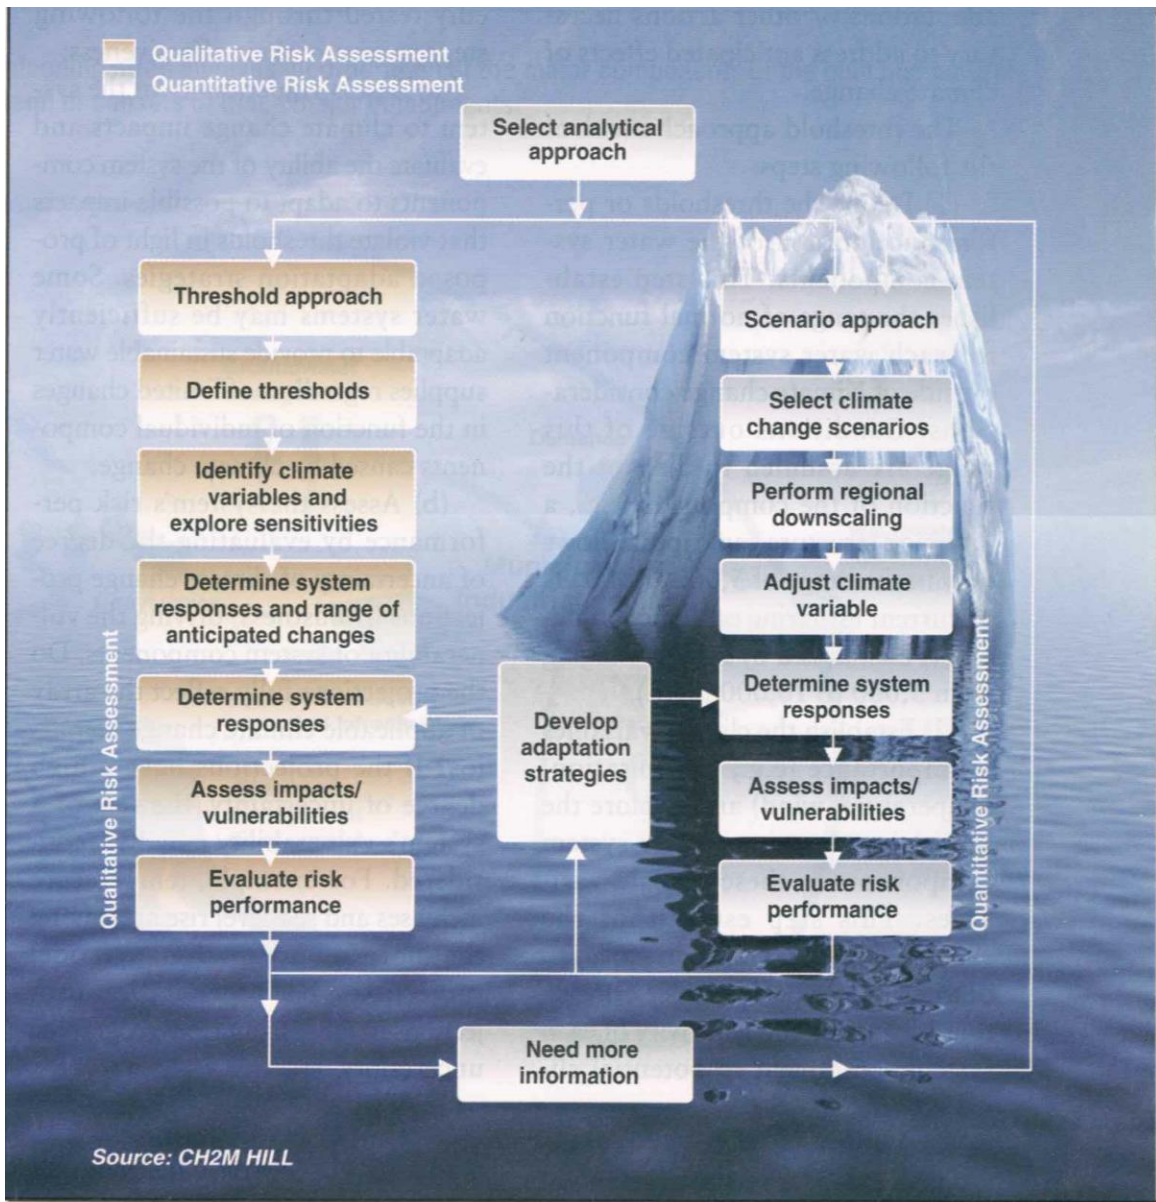 Qualitative Risk Assessment
Quantitative Risk Assessment
Select analytical
approach
Threshold approach
Define thresholds
Identify climate
variables and
explore sensitivities
Determine system
responses and range of
anticipated changes
Determine system
responses
Assess impacts/
vulnerabilities
Evaluate risk
performance
Qualitative Risk Assessment
Develop
adaptation
strategies
Scenario approach
Select climate
change scenarios
Perform regional
downscaling
Adjust climate
variable
Determine system
responses
Assess impacts/
vulnerabilities
Evaluate risk
performance
Quantitative Risk Assessment
Need more
information
Source: CH2M HILL